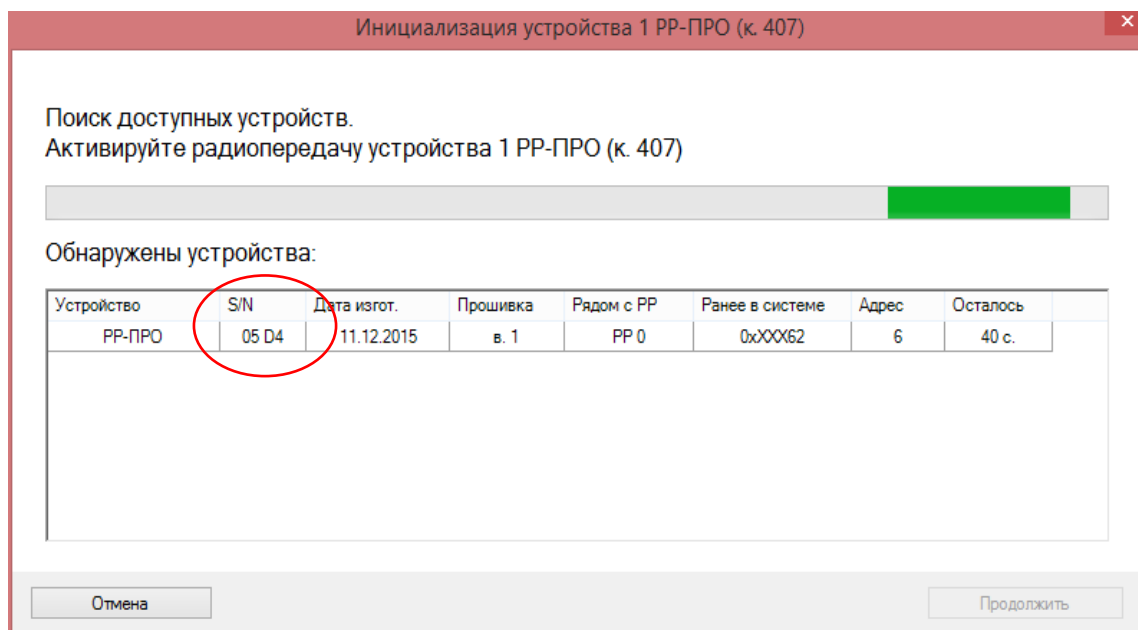 Инициализация устройства 1 РР-ПРО (к. 407)
Поиск доступных устройств.
Активируйте радиопередачу устройства 1 РР-ПРО (к. 407)
Обнаружены устройства:
Устройство S/N Дата изгот. Прошивка Рядом с РР Ранее в системе Адрес Осталось
РР-ПРО 05 D4 11.12.2015 в. 1 РР 0 0xXXX62 6 40 с.
Отмена Продолжить